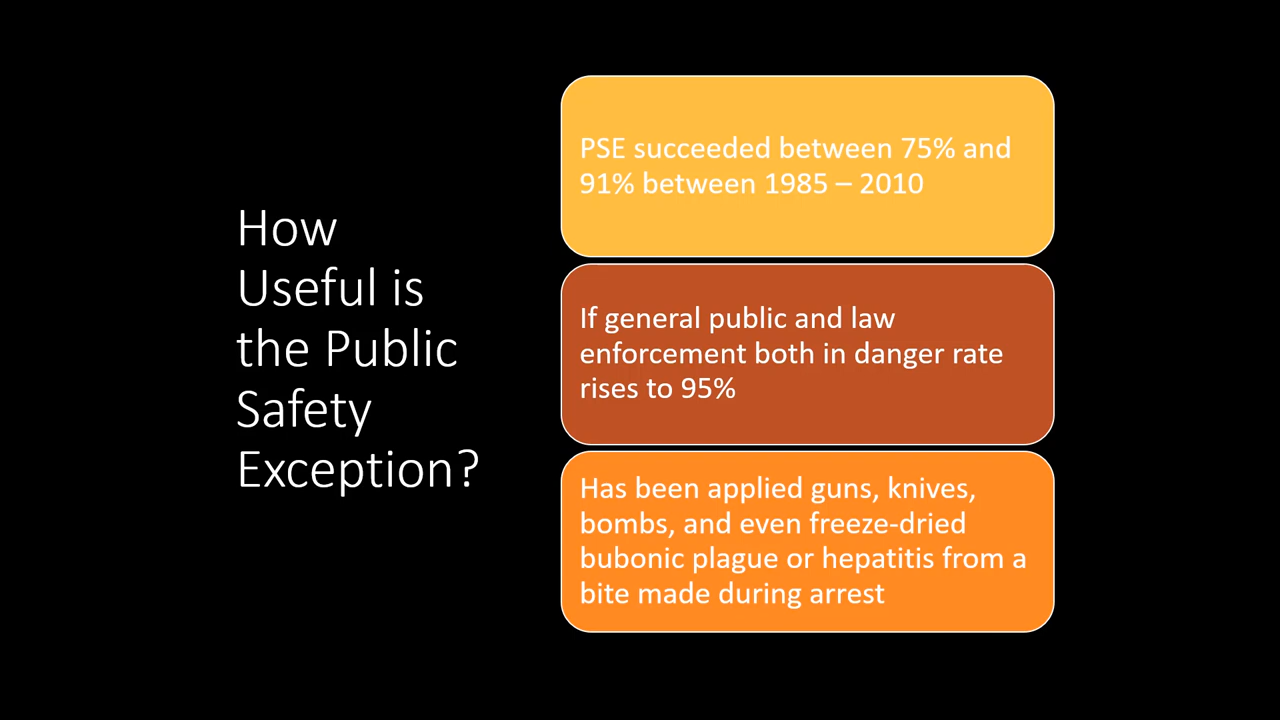 How
Useful is
the Public
Safety
Exception?
PSE succeeded between 75% and
91% between 1985 – 2010
If general public and law
enforcement both in danger rate
rises to 95%
Has been applied guns, knives,
bombs, and even freeze-dried
bubonic plague or hepatitis from a
bite made during arrest